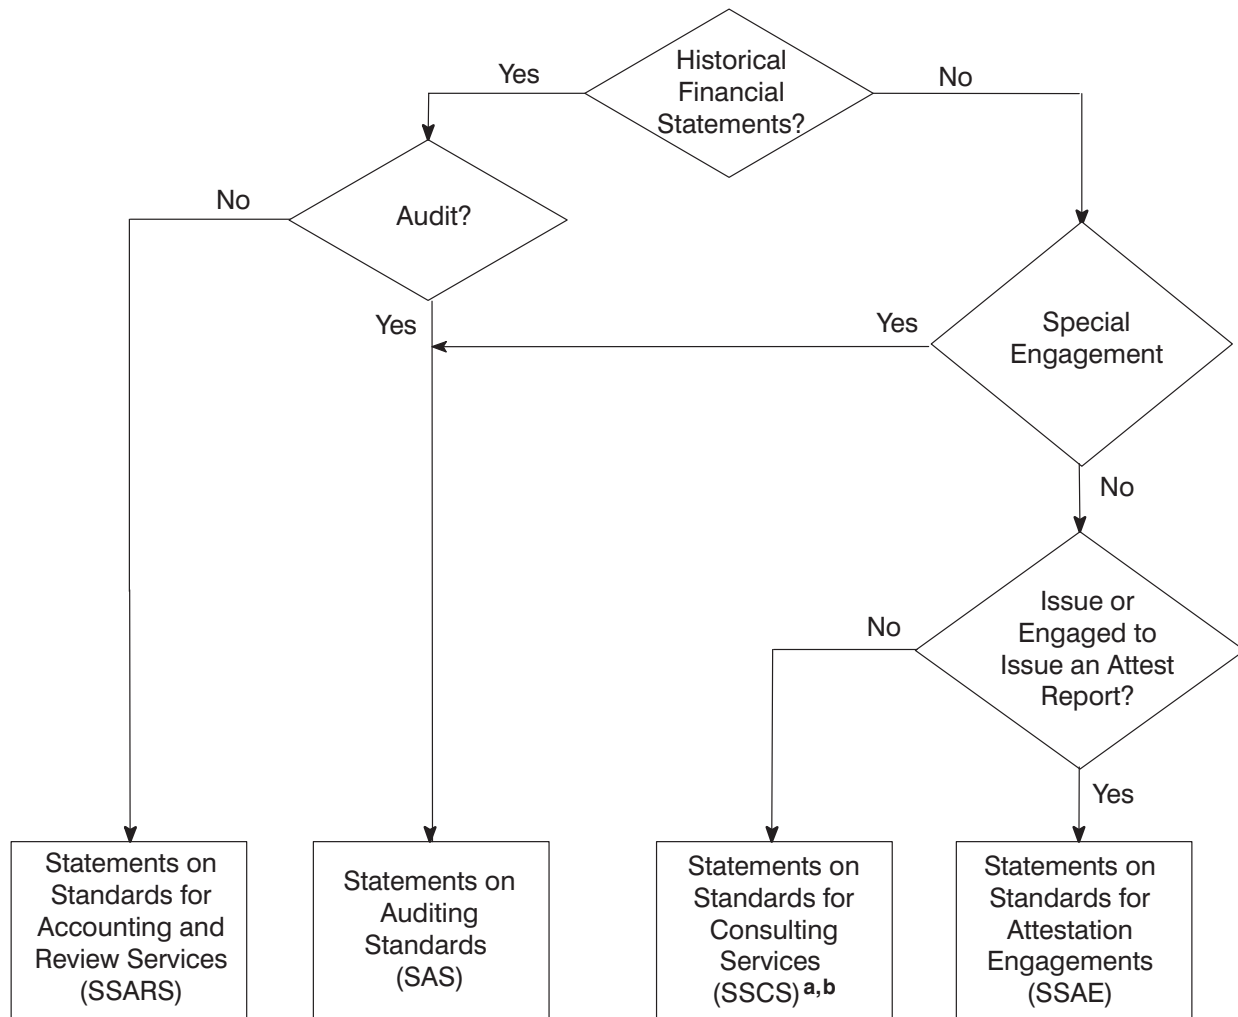 Historical
Financial
Statements?
Yes
No
Audit?
No
Yes
Special
Engagement
Yes
No
Issue or
Engaged to
Issue an Attest
Report?
No
Yes
Statements on
Standards for
Accounting and
Review Services
(SSARS)
Statements on
Auditing
Standards
(SAS)
Statements on
Standards for
Consulting
Services
(SSCS) a,b
Statements on
Standards for
Attestation
Engagements
(SSAE)